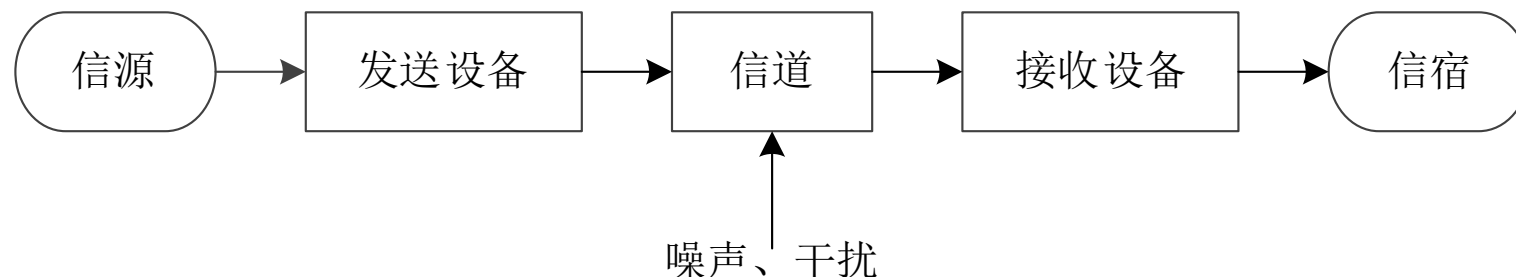 信源
发送设备
信道
接收设备
信宿
噪声、干扰